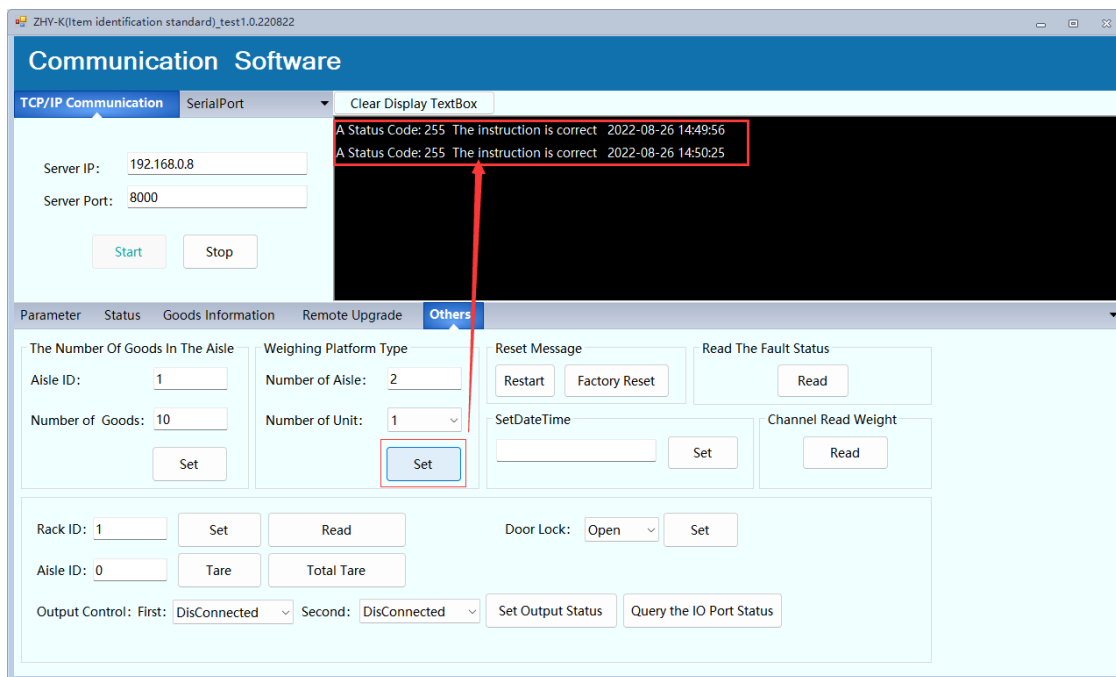 ZHY-K(Item identification standard)_test1.0.220822
Communication Software
TCP/IP Communication SerialPort Clear Display TextBox
A Status Code: 255 The instruction is correct 2022-08-26 14:49:56
A Status Code: 255 The instruction is correct 2022-08-26 14:50:25
Server IP: 192.168.0.8
Server Port: 8000
Start Stop
Parameter Status Goods Information Remote Upgrade Others
The Number Of Goods In The Aisle Weighing Platform Type Reset Message Read The Fault Status
Aisle ID: 1 Number of Aisle: 2 Restart Factory Reset Read
Number of Goods: 10 Number of Unit: 1 SetDateTime Channel Read Weight
Set Set Set Read
Rack ID: 1 Set Read Door Lock: Open Set
Aisle ID: 0 Tare Total Tare
Output Control: First: DisConnected Second: DisConnected Set Output Status Query the IO Port Status